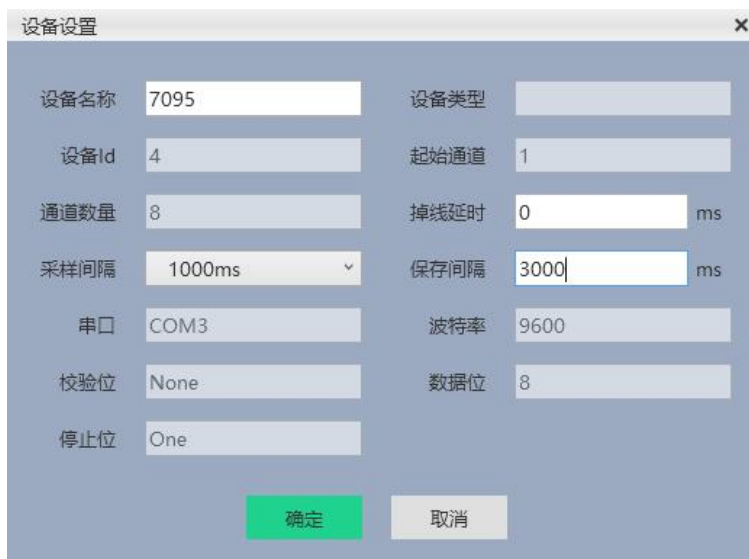 设备设置
设备名称 7095 设备类型
设备Id 4 起始通道 1
通道数量 8 掉线延时 0 ms
采样间隔 1000ms 保存间隔 3000 ms
串口 COM3 波特率 9600
校验位 None 数据位 8
停止位 One
确定 取消